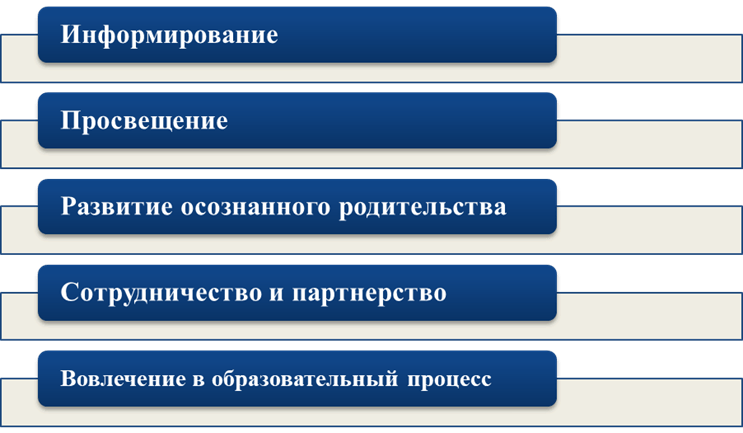 Информирование
Просвещение
Развитие осознанного родительства
Сотрудничество и партнерство
Вовлечение в образовательный процесс